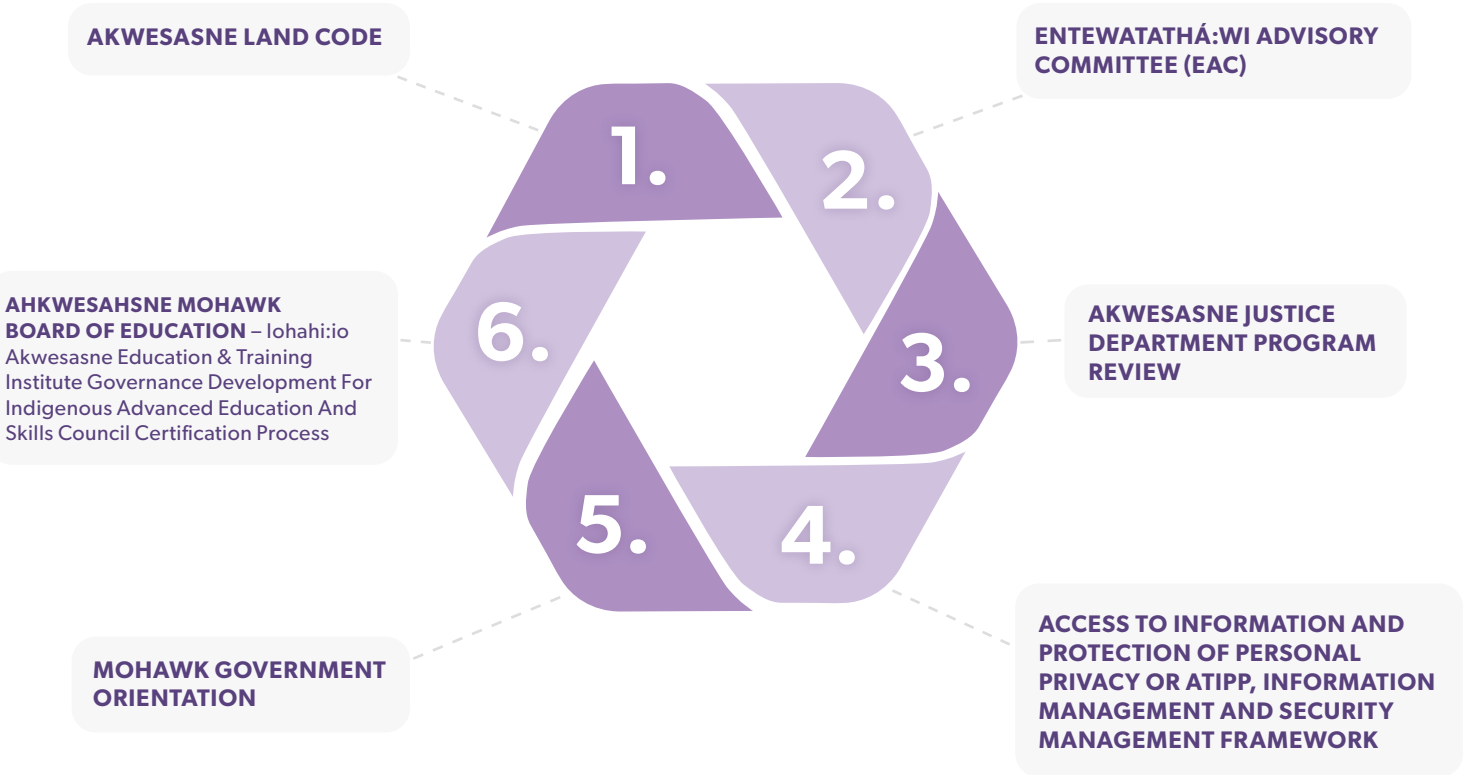 AKWESASNE LAND CODE
1.
ENTEWATATHÁ:WI ADVISORY
COMMITTEE (EAC)
2.
AKWESASNE JUSTICE
DEPARTMENT PROGRAM
REVIEW
3.
ACCESS TO INFORMATION AND
PROTECTION OF PERSONAL
PRIVACY OR ATIPP, INFORMATION
MANAGEMENT AND SECURITY
MANAGEMENT FRAMEWORK
4.
MOHAWK GOVERNMENT
ORIENTATION
5.
AHKWESAHSNE MOHAWK
BOARD OF EDUCATION – Iohahi:io
Akwesasne Education & Training
Institute Governance Development For
Indigenous Advanced Education And
Skills Council Certification Process
6.